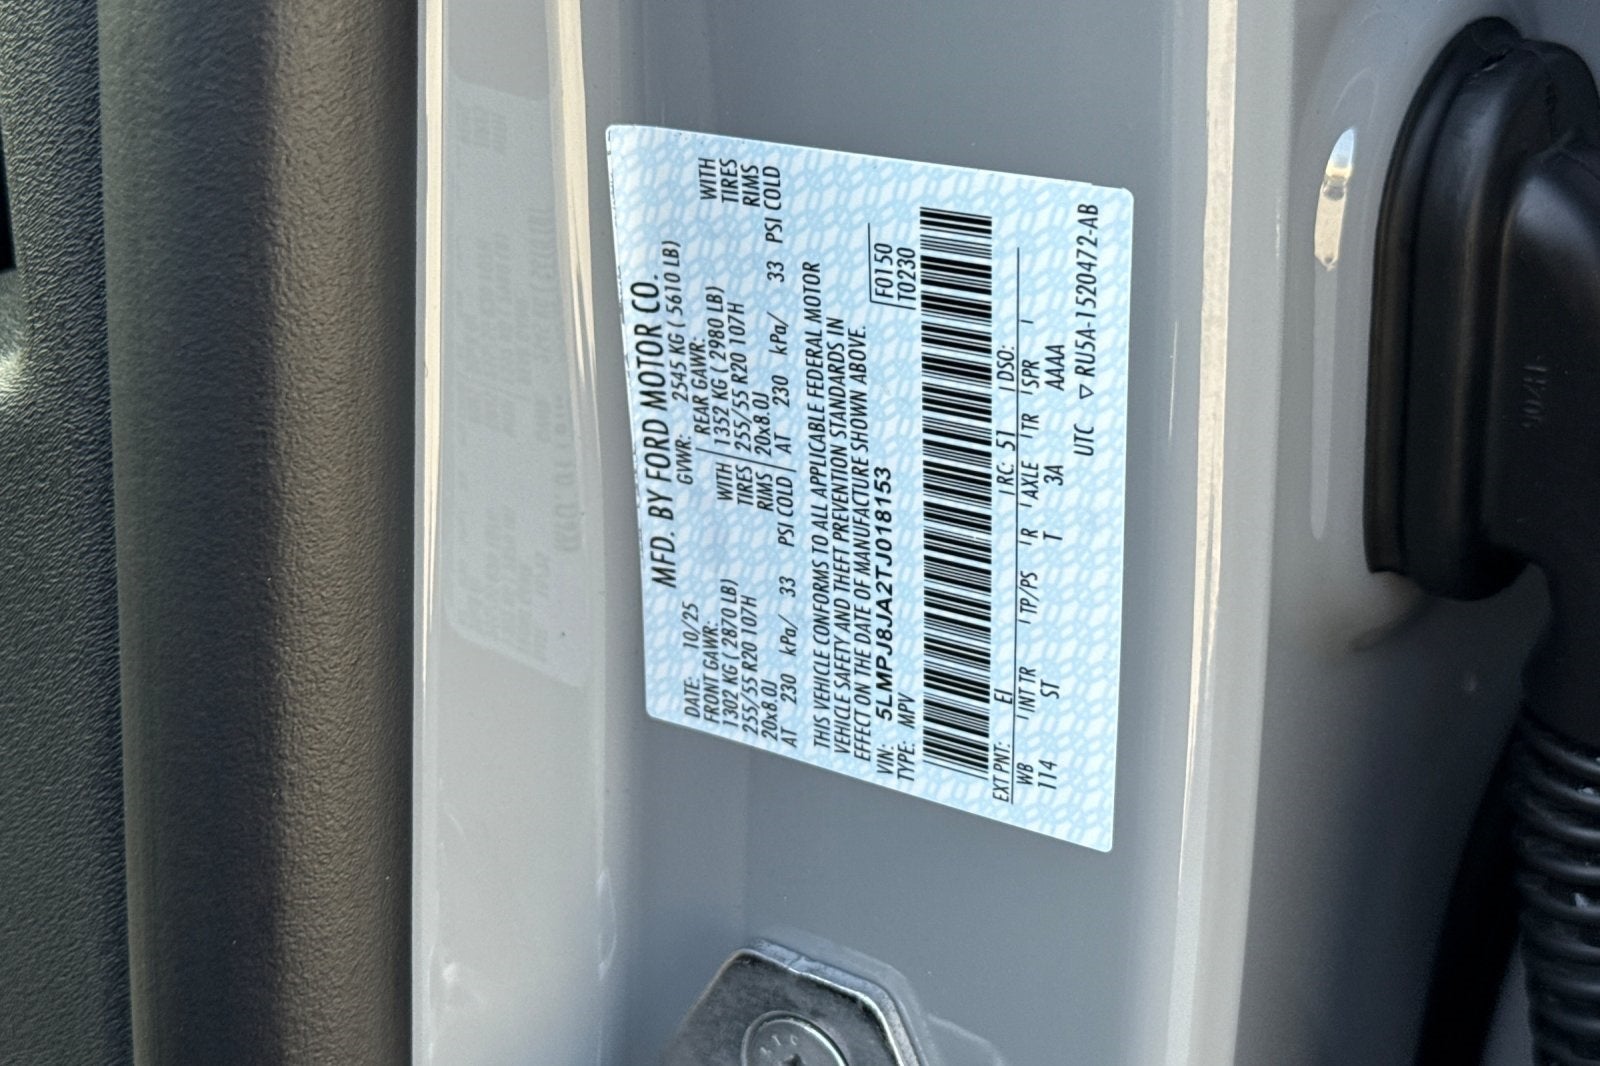 MFD. BY FORD MOTOR CO.
DATE: 10/25 GVWR: 2545 KG ( 5610 LB)
FRONT GAWR: REAR GAWR:
1302 KG ( 2870 LB) WITH 1352 KG ( 2980 LB) WITH
255/55 R20 107H TIRES 255/55 R20 107H TIRES
20x8.0J RIMS 20x8.0J RIMS
AT 230 kPa/ 33 PSI COLD AT 230 kPa/ 33 PSI COLD
THIS VEHICLE CONFORMS TO ALL APPLICABLE FEDERAL MOTOR
VEHICLE SAFETY AND THEFT PREVENTION STANDARDS IN
EFFECT ON THE DATE OF MANUFACTURE SHOWN ABOVE.
VIN: 5LMPJ8JA2TJ018153 F0150
TYPE: MPV T0230
EXT PNT: EJ RC: 51 DSO:
WB INT TR TP/PS R AXLE TR SPR
114 ST T 3A AAAA
UTC ▽ RU5A-1520472-AB